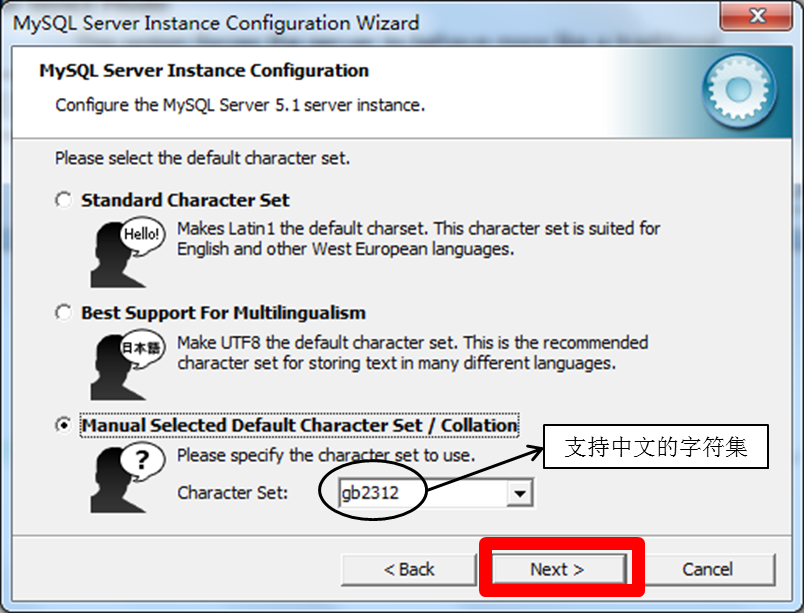 MySQL Server Instance Configuration Wizard
MySQL Server Instance Configuration
Configure the MySQL Server 5.1 server instance.
Please select the default character set.
Standard Character Set
Hello!
Makes Latin1 the default charset. This character set is suited for
English and other West European languages.
Best Support For Multilingualism
日本語
Make UTF8 the default character set. This is the recommended
character set for storing text in many different languages.
Manual Selected Default Character Set / Collation
?
Please specify the character set to use.
支持中文的字符集
Character Set:
gb2312
< Back
Next >
Cancel